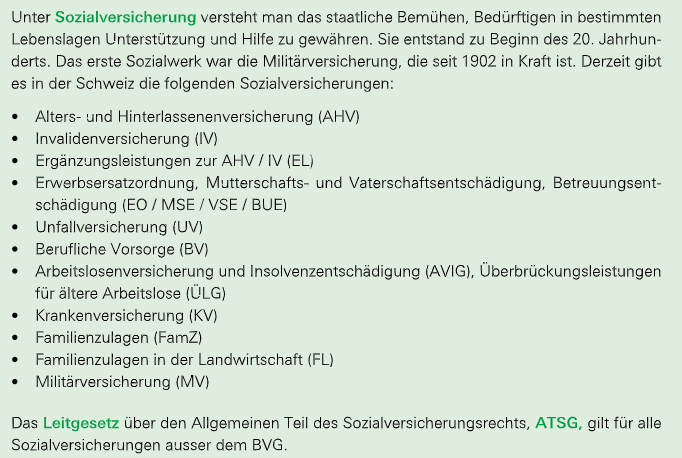 Unter Sozialversicherung versteht man das staatliche Bemühen, Bedürftigen in bestimmten
Lebenslagen Unterstützung und Hilfe zu gewähren. Sie entstand zu Beginn des 20. Jahrhun-
derts. Das erste Sozialwerk war die Militärversicherung, die seit 1902 in Kraft ist. Derzeit gibt
es in der Schweiz die folgenden Sozialversicherungen:
• Alters- und Hinterlassenenversicherung (AHV)
• Invalidenversicherung (IV)
• Ergänzungsleistungen zur AHV / IV (EL)
• Erwerbsersatzordnung, Mutterschafts- und Vaterschaftsentschädigung, Betreuungsent-
schädigung (EO / MSE / VSE / BUE)
• Unfallversicherung (UV)
• Berufliche Vorsorge (BV)
• Arbeitslosenversicherung und Insolvenzentschädigung (AVIG), Überbrückungsleistungen
für ältere Arbeitslose (ÜLG)
• Krankenversicherung (KV)
• Familienzulagen (FamZ)
• Familienzulagen in der Landwirtschaft (FL)
• Militärversicherung (MV)
Das Leitgesetz über den Allgemeinen Teil des Sozialversicherungsrechts, ATSG, gilt für alle
Sozialversicherungen ausser dem BVG.